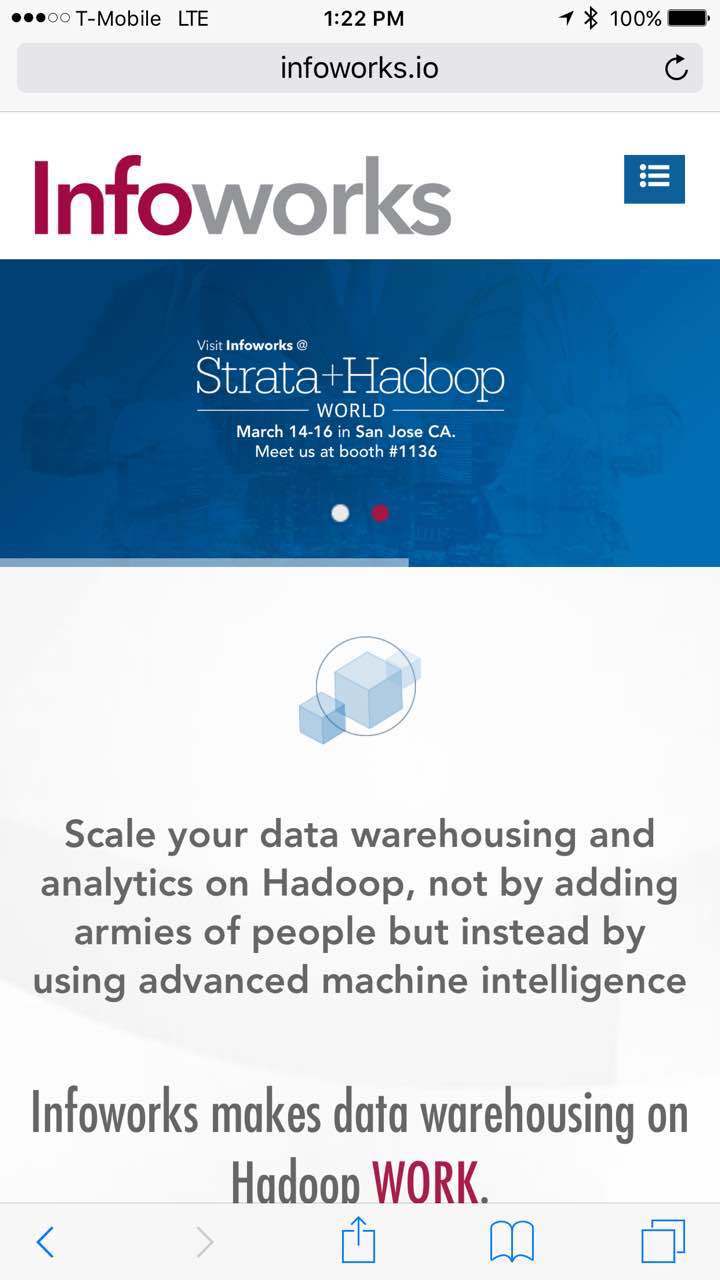 T-Mobile LTE 1:22 PM 100%
infoworks.io
Infoworks
Visit Infoworks @
Strata+Hadoop
WORLD
March 14-16 in San Jose CA.
Meet us at booth #1136
Scale your data warehousing and
analytics on Hadoop, not by adding
armies of people but instead by
using advanced machine intelligence
Infoworks makes data warehousing on
Hadoop WORK.